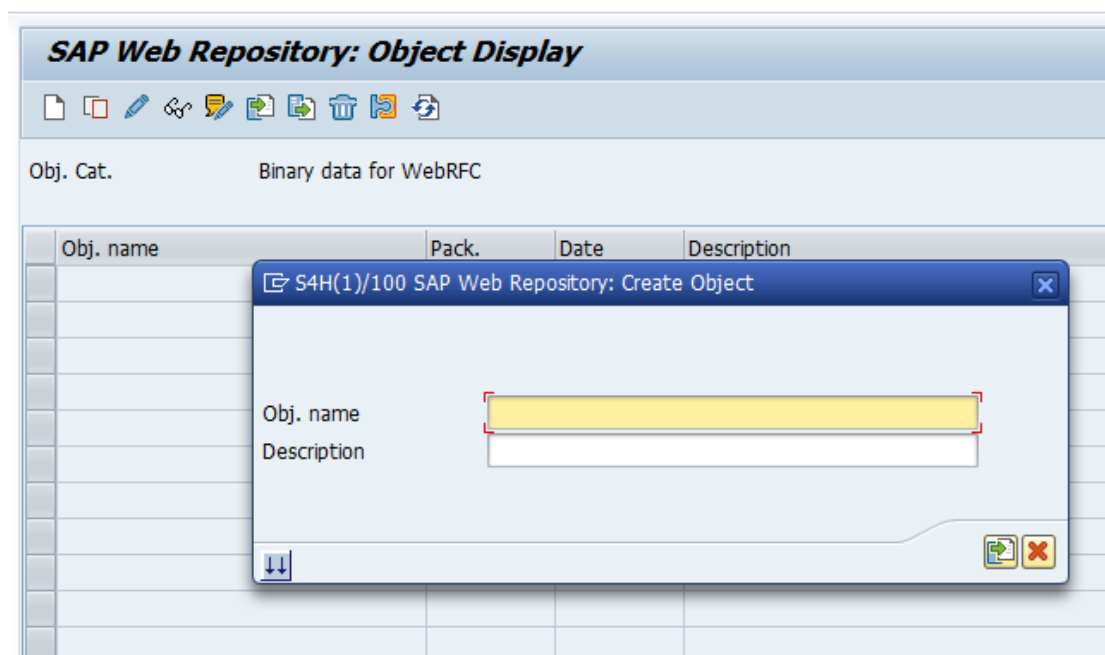 SAP Web Repository: Object Display
Obj. Cat. Binary data for WebRFC
Obj. name Pack. Date Description
S4H(1)/100 SAP Web Repository: Create Object
Obj. name
Description